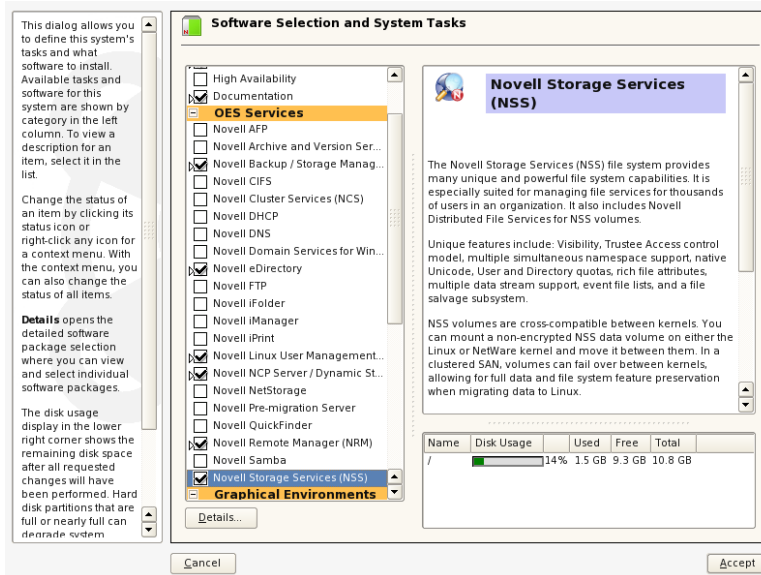 This dialog allows you
to define this system's
tasks and what
software to install.
Available tasks and
software for this
system are shown by
category in the left
column. To view a
description for an
item, select it in the
list.
Change the status of
an item by clicking its
status icon or
right-click any icon for
a context menu. With
the context menu, you
can also change the
status of all items.
Details opens the
detailed software
package selection
where you can view
and select individual
software packages.
The disk usage
display in the lower
right corner shows the
remaining disk space
after all requested
changes will have
been performed. Hard
disk partitions that are
full or nearly full can
degrade system
Software Selection and System Tasks
High Availability
Documentation
OES Services
Novell AFP
Novell Archive and Version Ser...
Novell Backup / Storage Manag...
Novell CIFS
Novell Cluster Services (NCS)
Novell DHCP
Novell DNS
Novell Domain Services for Win...
Novell eDirectory
Novell FTP
Novell iFolder
Novell iManager
Novell iPrint
Novell Linux User Management...
Novell NCP Server / Dynamic St...
Novell NetStorage
Novell Pre-migration Server
Novell QuickFinder
Novell Remote Manager (NRM)
Novell Samba
Novell Storage Services (NSS)
Graphical Environments
Details...
Novell Storage Services
(NSS)
The Novell Storage Services (NSS) file system provides
many unique and powerful file system capabilities. It is
especially suited for managing file services for thousands
of users in an organization. It also includes Novell
Distributed File Services for NSS volumes.
Unique features include: Visibility, Trustee Access control
model, multiple simultaneous namespace support, native
Unicode, User and Directory quotas, rich file attributes,
multiple data stream support, event file lists, and a file
salvage subsystem.
NSS volumes are cross-compatible between kernels. You
can mount a non-encrypted NSS data volume on either the
Linux or NetWare kernel and move it between them. In a
clustered SAN, volumes can fail over between kernels,
allowing for full data and file system feature preservation
when migrating data to Linux.
Name Disk Usage Used Free Total
/ 14% 1.5 GB 9.3 GB 10.8 GB
Cancel
Accept